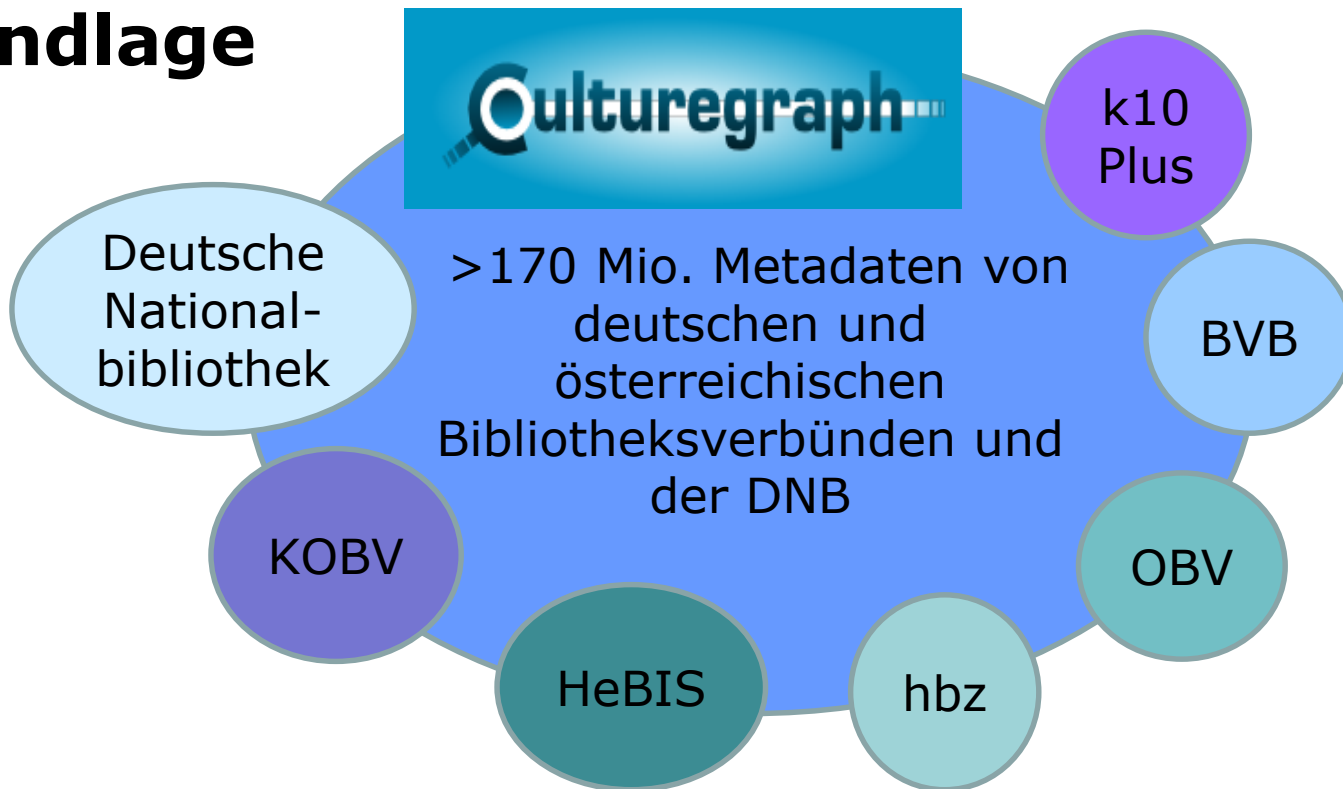 ndlage
Culturegraph
k10
Plus
Deutsche
National-
bibliothek
>170 Mio. Metadaten von
deutschen und
österreichischen
Bibliotheksverbünden und
der DNB
BVB
KOBV
OBV
HeBIS
hbz